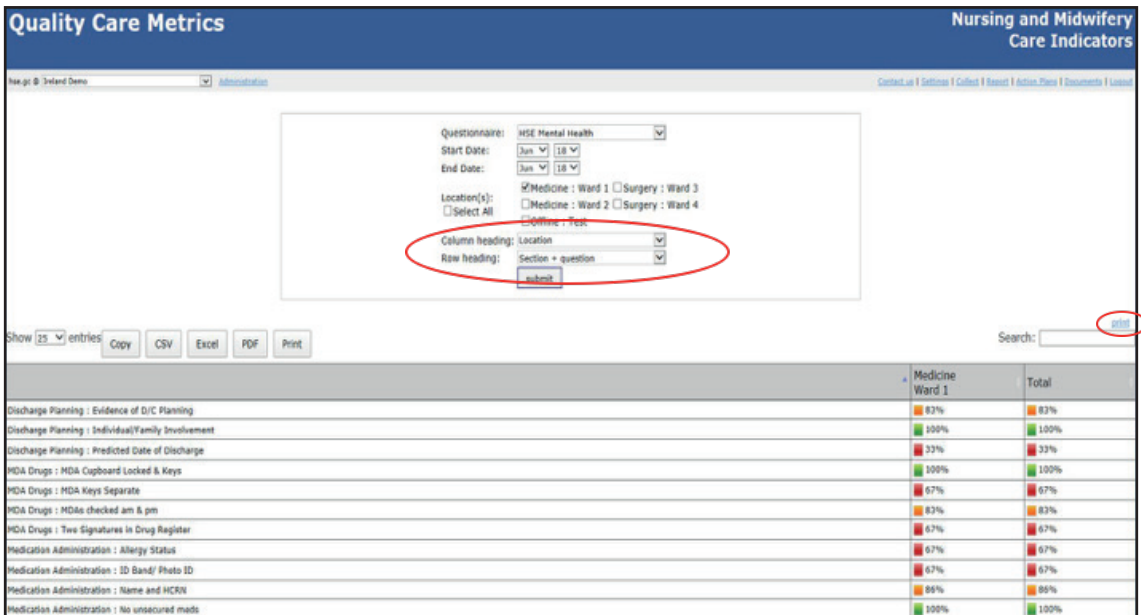 Quality Care Metrics
Nursing and Midwifery
Care Indicators
hse.gc @ Ireland Demo
Administration
Contact us | Settings | Collect | Report | Action Plans | Documents | Logout
Questionnaire: HSE Mental Health
Start Date: Jun 18
End Date: Jun 18
Location(s):
Select All
Medicine : Ward 1 Surgery : Ward 3
Medicine : Ward 2 Surgery : Ward 4
Offline : Test
Column heading: Location
Row heading: Section + question
submit
print
Show 25 entries Copy CSV Excel PDF Print Search:
Medicine
Ward 1
Total
Discharge Planning : Evidence of D/C Planning 83% 83%
Discharge Planning : Individual/Family Involvement 100% 100%
Discharge Planning : Predicted Date of Discharge 33% 33%
MDA Drugs : MDA Cupboard Locked & Keys 100% 100%
MDA Drugs : MDA Keys Separate 67% 67%
MDA Drugs : MDAs checked am & pm 83% 83%
MDA Drugs : Two Signatures in Drug Register 67% 67%
Medication Administration : Allergy Status 67% 67%
Medication Administration : ID Band/ Photo ID 67% 67%
Medication Administration : Name and HCRN 86% 86%
Medication Administration : No unsecured meds 100% 100%